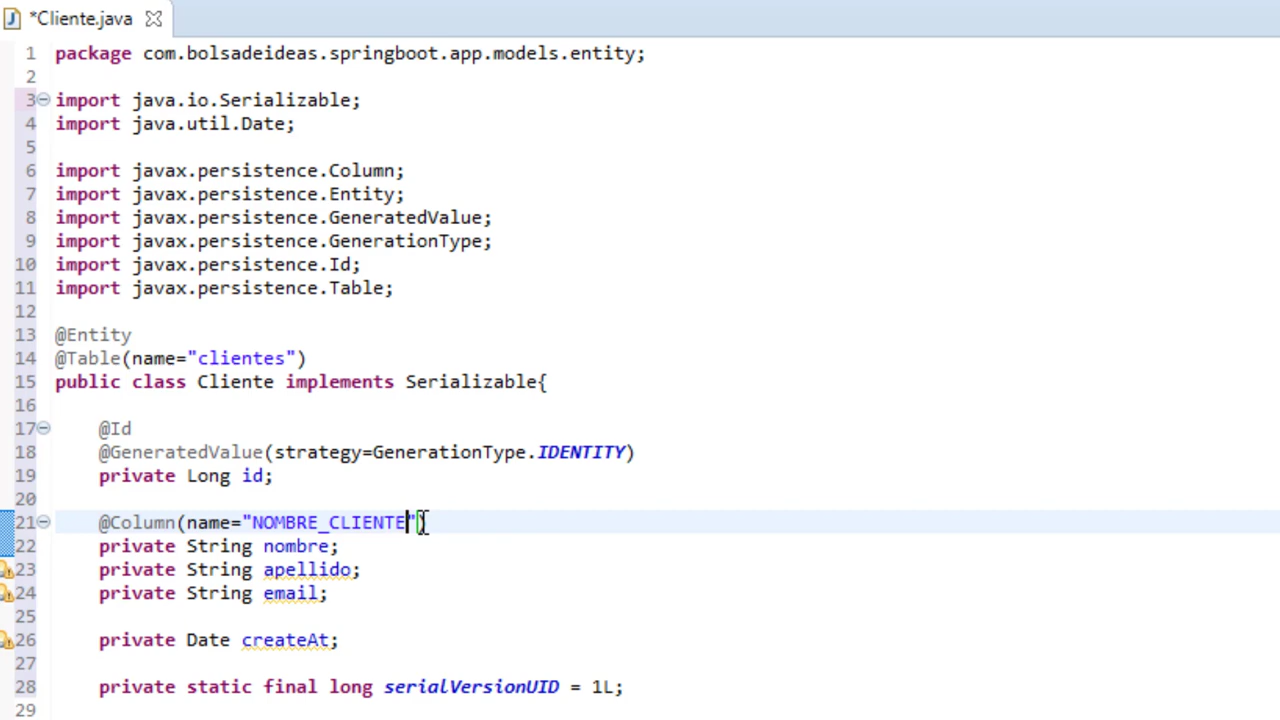 *Cliente.java
1 package com.bolsadeideas.springboot.app.models.entity;
2
3 import java.io.Serializable;
4 import java.util.Date;
5
6 import javax.persistence.Column;
7 import javax.persistence.Entity;
8 import javax.persistence.GeneratedValue;
9 import javax.persistence.GenerationType;
10 import javax.persistence.Id;
11 import javax.persistence.Table;
12
13 @Entity
14 @Table(name="clientes")
15 public class Cliente implements Serializable{
16
17 @Id
18 @GeneratedValue(strategy=GenerationType.IDENTITY)
19 private Long id;
20
21 @Column(name="NOMBRE_CLIENTE")
22 private String nombre;
23 private String apellido;
24 private String email;
25
26 private Date createAt;
27
28 private static final long serialVersionUID = 1L;
29